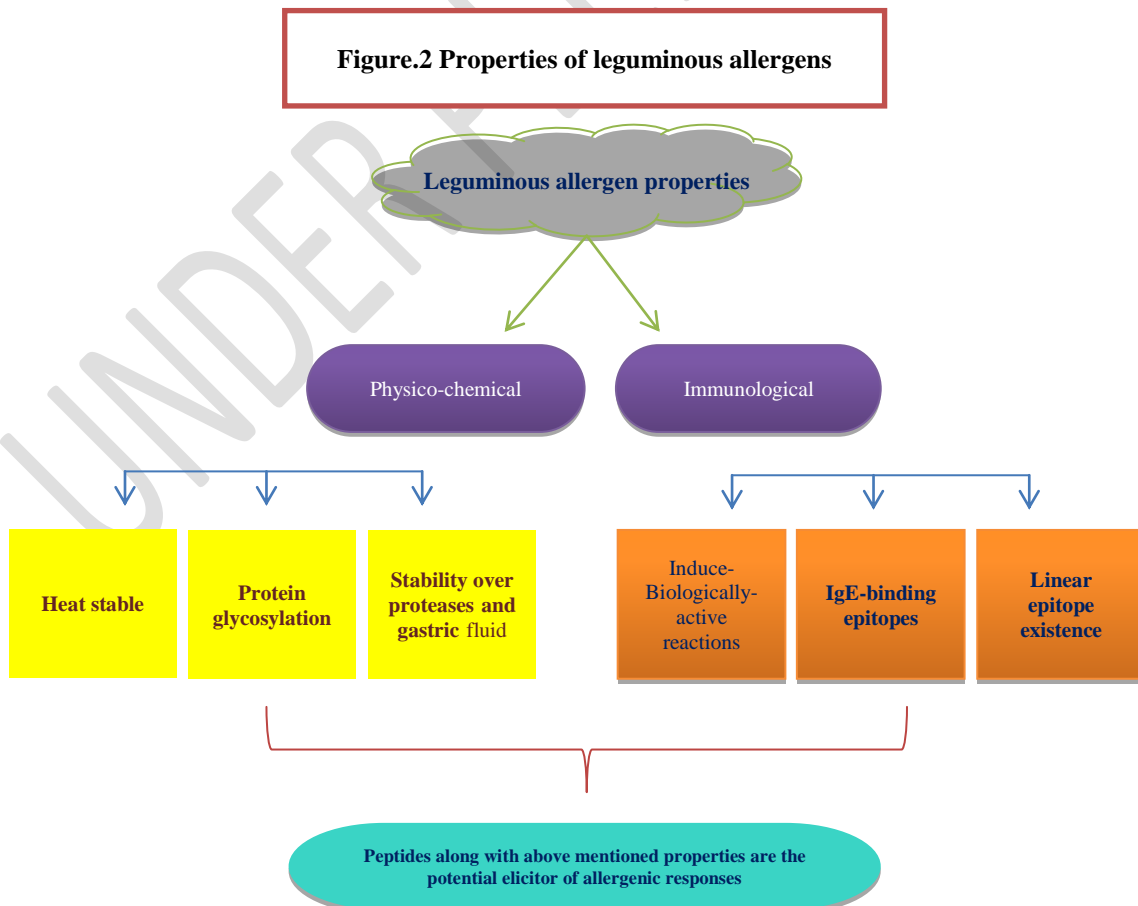 Figure.2 Properties of leguminous allergens
Leguminous allergen properties
Physico-chemical
Immunological
Heat stable
Protein
glycosylation
Stability over
proteases and
gastric fluid
Induce-
Biologically-
active
reactions
IgE-binding
epitopes
Linear
epitope
existence
Peptides along with above mentioned properties are the
potential elicitor of allergenic responses
UNDER